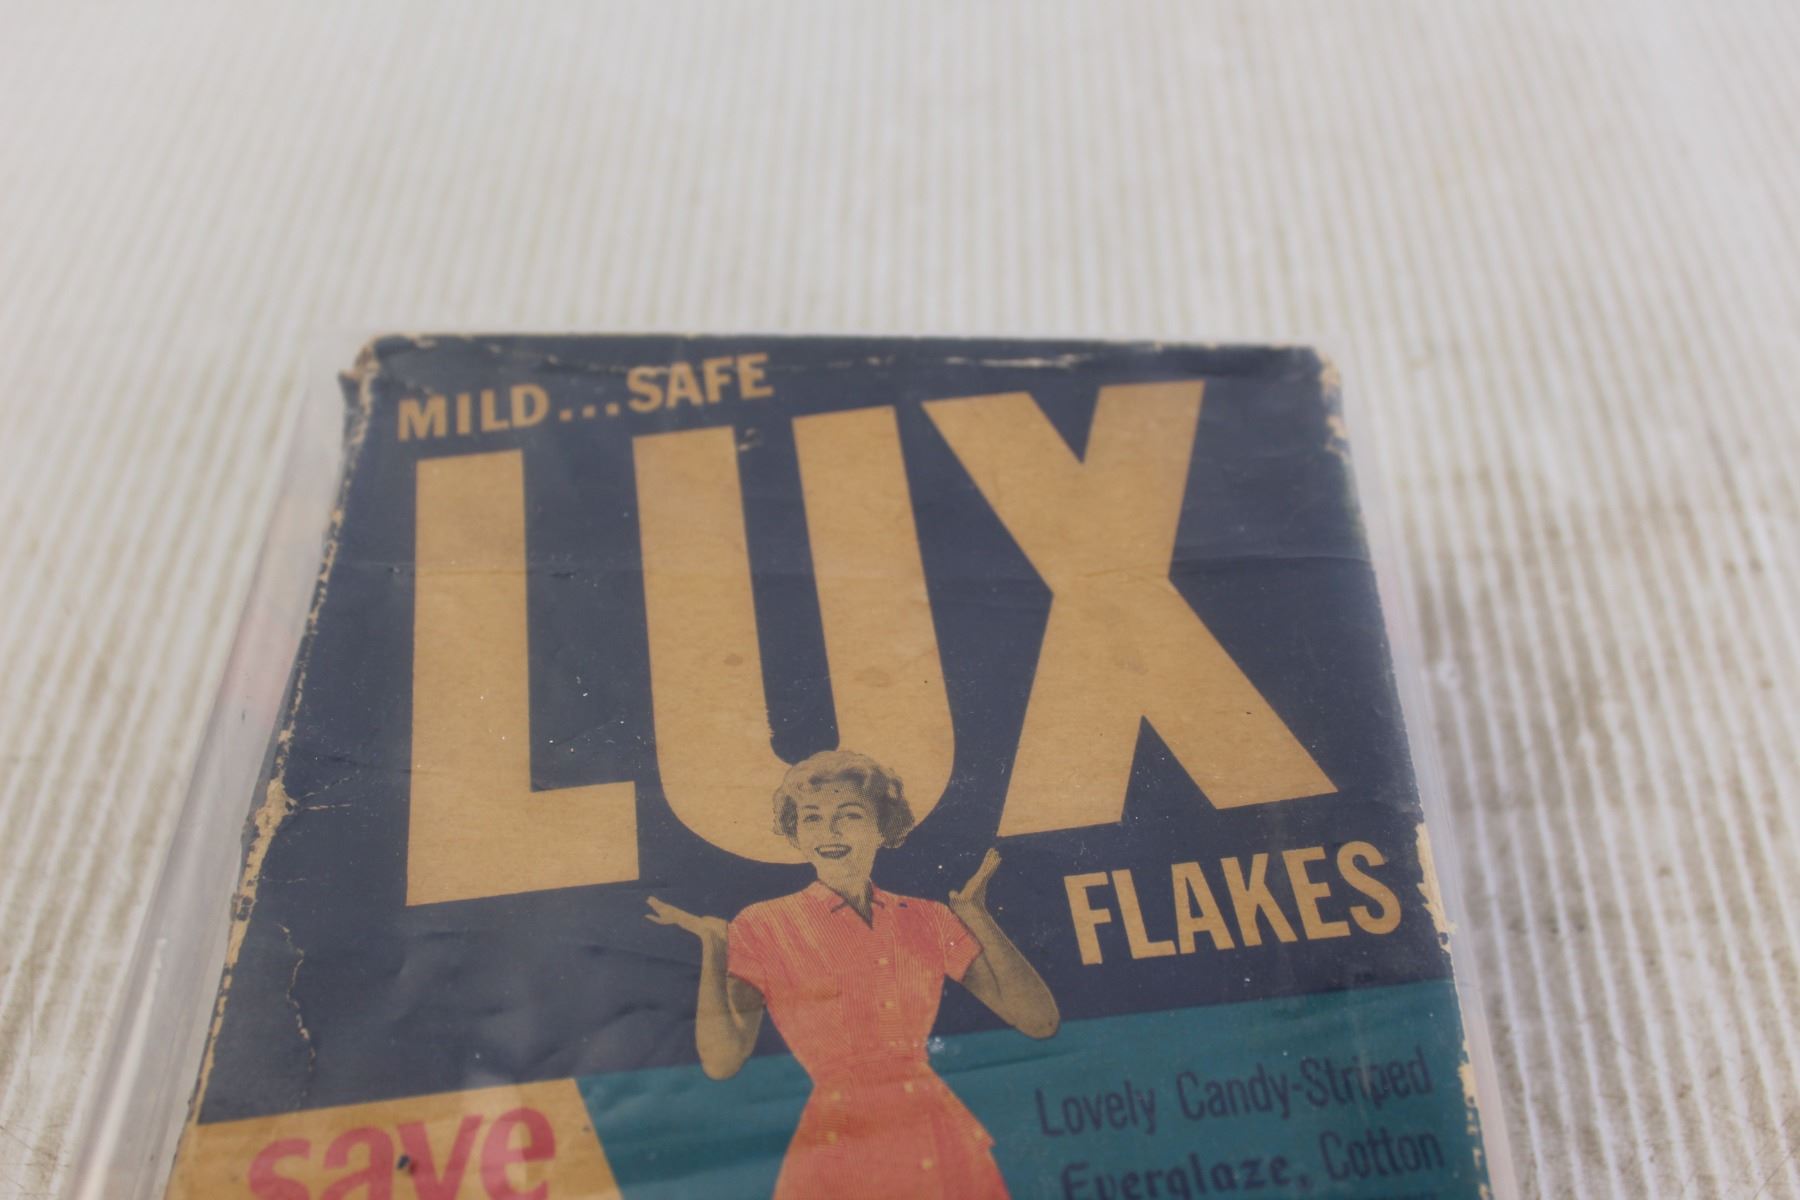 MILD...SAFE
LUX
FLAKES
save
Lovely Candy-Striped
Everglaze, Cotton